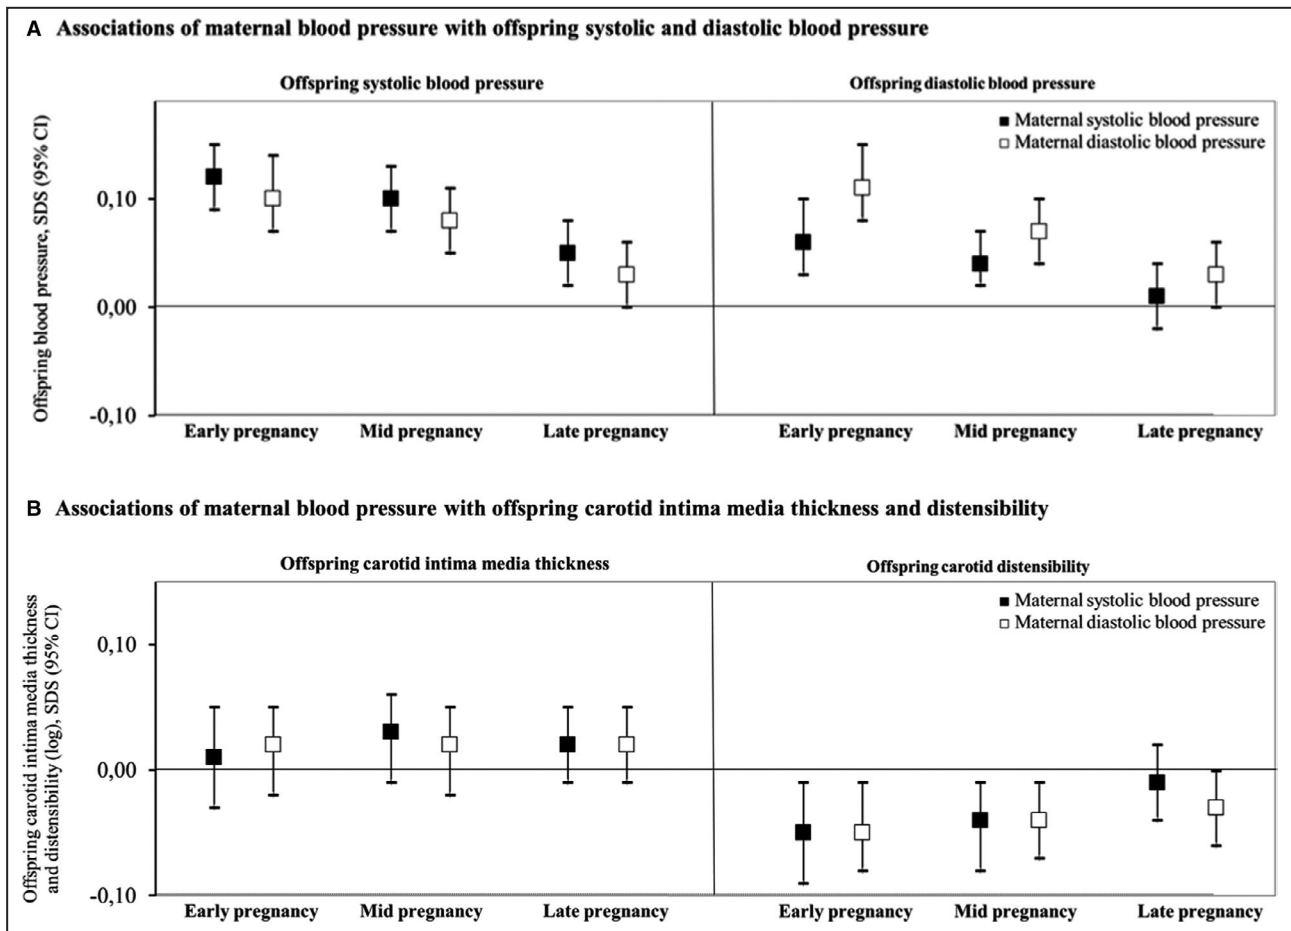 A Associations of maternal blood pressure with offspring systolic and diastolic blood pressure
Offspring systolic blood pressure
Offspring diastolic blood pressure
Maternal systolic blood pressure
Maternal diastolic blood pressure
Offspring blood pressure, SDS (95% CI)
0,10
0,00
-0,10
Early pregnancy Mid pregnancy Late pregnancy Early pregnancy Mid pregnancy Late pregnancy
B Associations of maternal blood pressure with offspring carotid intima media thickness and distensibility
Offspring carotid intima media thickness
Offspring carotid distensibility
Maternal systolic blood pressure
Maternal diastolic blood pressure
Offspring carotid intima media thickness
and distensibility (log), SDS (95% CI)
0,10
0,00
-0,10
Early pregnancy Mid pregnancy Late pregnancy Early pregnancy Mid pregnancy Late pregnancy